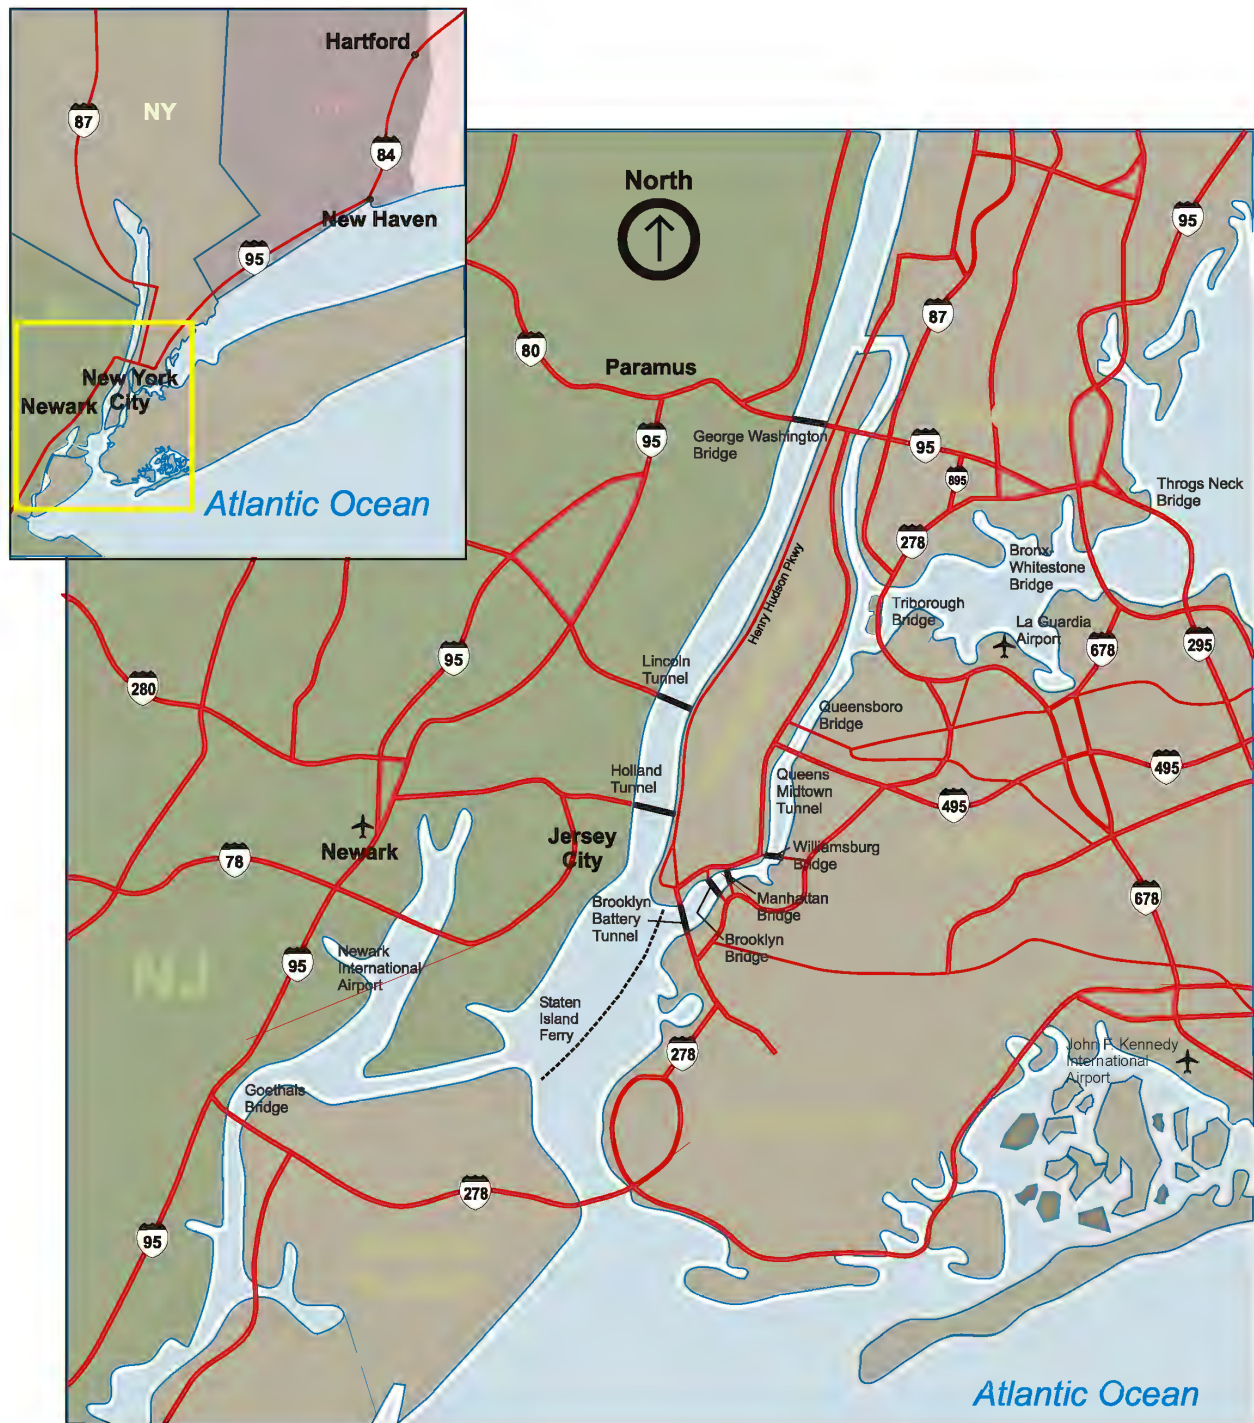 Hartford
NY
87
84
New Haven
95
New York
City
Newark
Atlantic Ocean
North
95
87
80
Paramus
George Washington
Bridge
95
95
895
Throgs Neck
Bridge
278
Bronx-
Whitestone
Bridge
Henry Hudson Pkwy
Triborough
Bridge
La Guardia
Airport
678
295
95
Lincoln
Tunnel
280
Queensboro
Bridge
Holland
Tunnel
Queens
Midtown
Tunnel
495
495
Jersey
City
Newark
78
Williamsburg
Bridge
678
Manhattan
Bridge
Brooklyn
Battery
Tunnel
Brooklyn
Bridge
Newark
International
Airport
95
NJ
Staten
Island
Ferry
278
John F. Kennedy
International
Airport
Goethals
Bridge
278
95
Atlantic Ocean